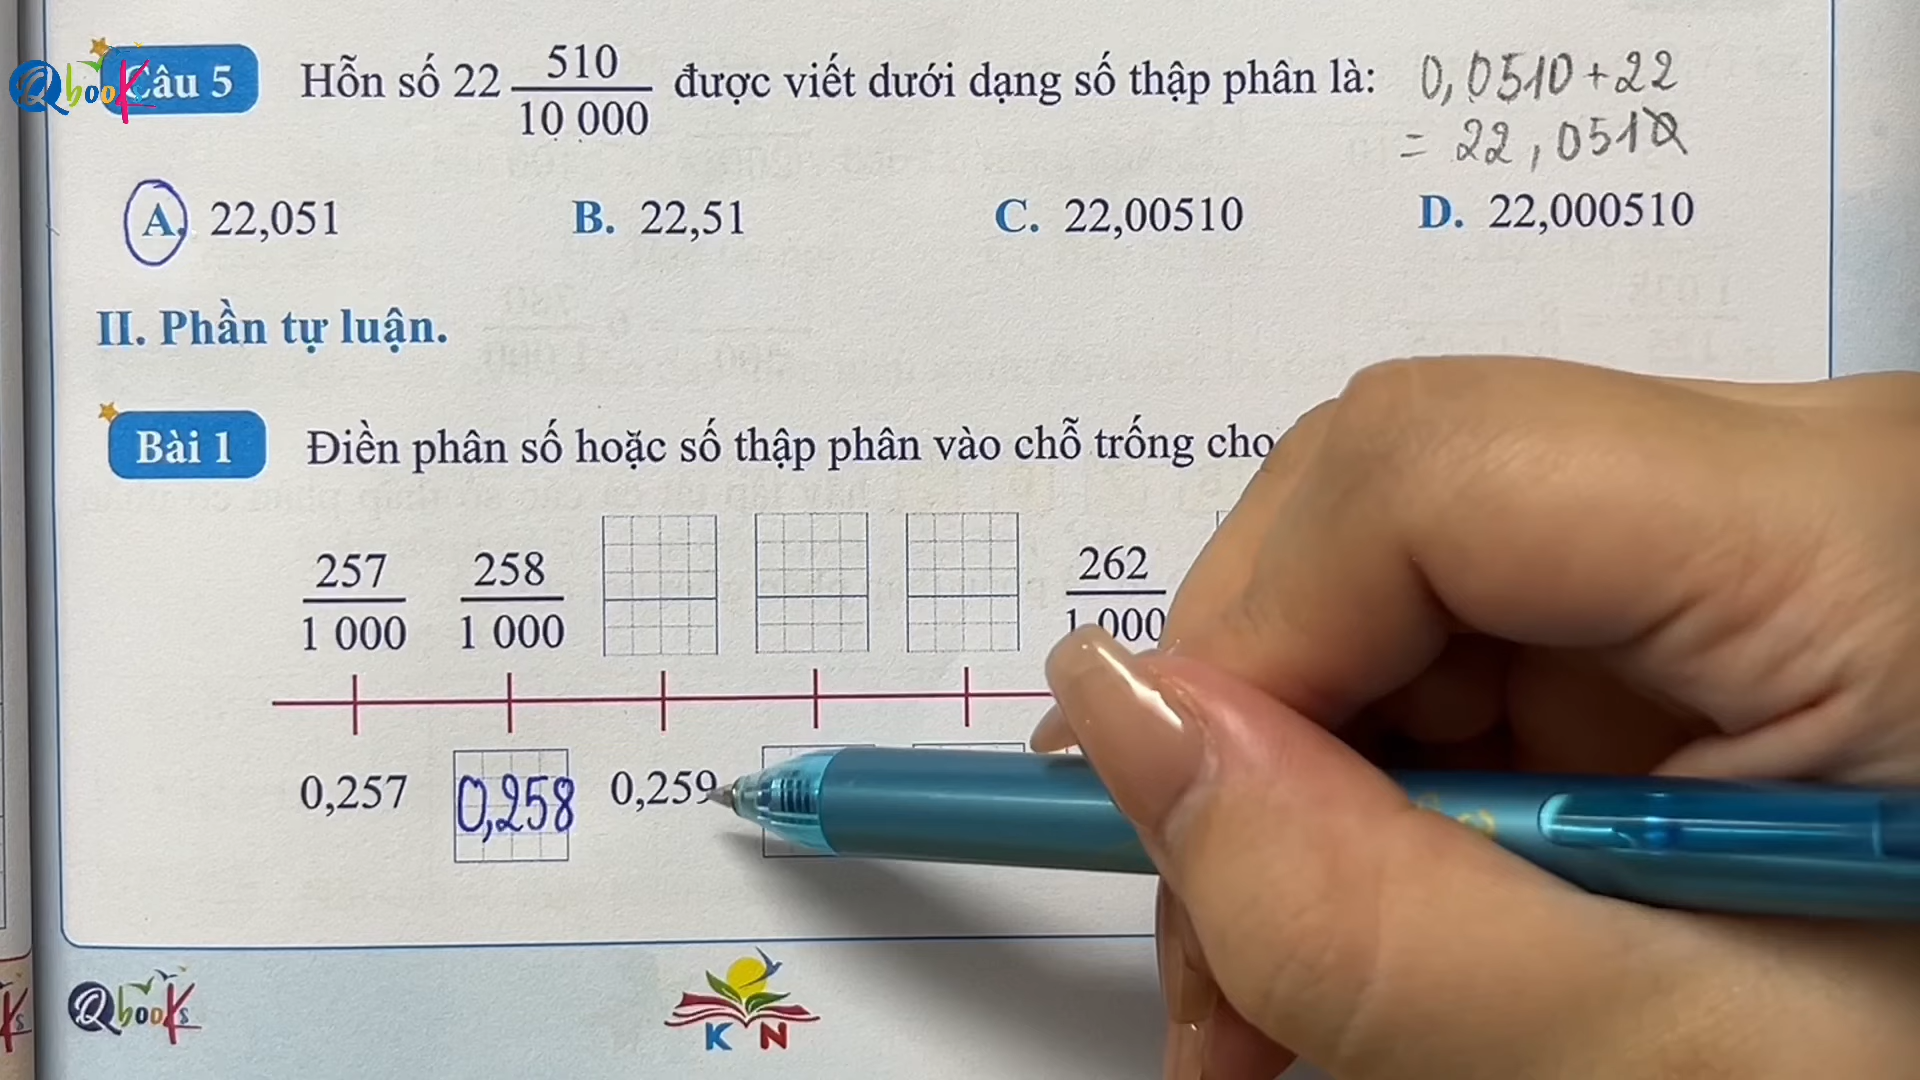 Qbook
Câu 5 Hỗn số 22 510/10 000 được viết dưới dạng số thập phân là: 0,0510 + 22
= 22,0510
A. 22,051 B. 22,51 C. 22,00510 D. 22,000510
II. Phần tự luận.
Bài 1 Điền phân số hoặc số thập phân vào chỗ trống cho
257/1 000 258/1 000 262/1 000
0,257 0,258 0,259
Qbooks
KN